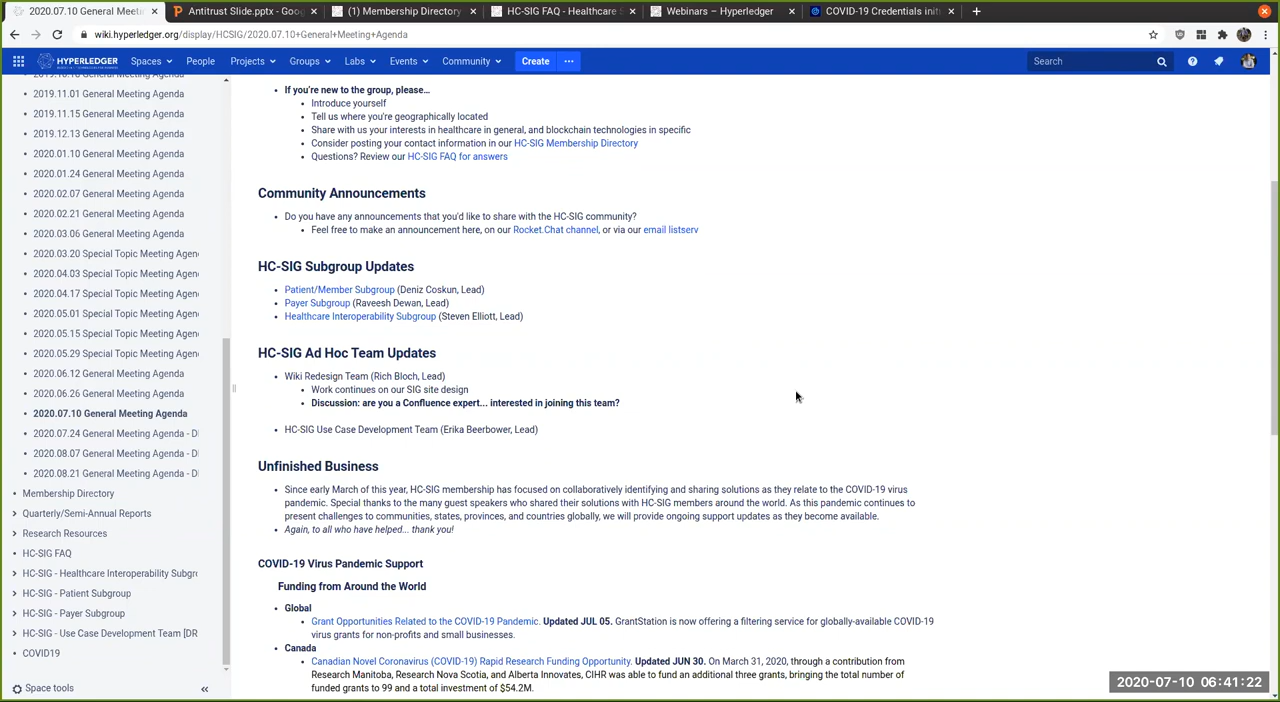 2020.07.10 General Meeti
Antitrust Slide.pptx - Goog
(1) Membership Directory
HC-SIG FAQ - Healthcare S
Webinars – Hyperledger
COVID-19 Credentials initi
wiki.hyperledger.org/display/HCSIG/2020.07.10+General+Meeting+Agenda
HYPERLEDGER Spaces People Projects Groups Labs Events Community Create ••• Search
2019.11.01 General Meeting Agenda
2019.11.15 General Meeting Agenda
2019.12.13 General Meeting Agenda
2020.01.10 General Meeting Agenda
2020.01.24 General Meeting Agenda
2020.02.07 General Meeting Agenda
2020.02.21 General Meeting Agenda
2020.03.06 General Meeting Agenda
2020.03.20 Special Topic Meeting Agen
2020.04.03 Special Topic Meeting Agen
2020.04.17 Special Topic Meeting Agen
2020.05.01 Special Topic Meeting Agen
2020.05.15 Special Topic Meeting Agen
2020.05.29 Special Topic Meeting Agen
2020.06.12 General Meeting Agenda
2020.06.26 General Meeting Agenda
2020.07.10 General Meeting Agenda
2020.07.24 General Meeting Agenda - D
2020.08.07 General Meeting Agenda - D
2020.08.21 General Meeting Agenda - D
Membership Directory
Quarterly/Semi-Annual Reports
Research Resources
HC-SIG FAQ
HC-SIG - Healthcare Interoperability Subgr
HC-SIG - Patient Subgroup
HC-SIG - Payer Subgroup
HC-SIG - Use Case Development Team [DR
COVID19
Space tools
If you're new to the group, please…
Introduce yourself
Tell us where you're geographically located
Share with us your interests in healthcare in general, and blockchain technologies in specific
Consider posting your contact information in our HC-SIG Membership Directory
Questions? Review our HC-SIG FAQ for answers
Community Announcements
Do you have any announcements that you'd like to share with the HC-SIG community?
Feel free to make an announcement here, on our Rocket.Chat channel, or via our email listserv
HC-SIG Subgroup Updates
Patient/Member Subgroup (Deniz Coskun, Lead)
Payer Subgroup (Raveesh Dewan, Lead)
Healthcare Interoperability Subgroup (Steven Elliott, Lead)
HC-SIG Ad Hoc Team Updates
Wiki Redesign Team (Rich Bloch, Lead)
Work continues on our SIG site design
Discussion: are you a Confluence expert... interested in joining this team?
HC-SIG Use Case Development Team (Erika Beerbower, Lead)
Unfinished Business
Since early March of this year, HC-SIG membership has focused on collaboratively identifying and sharing solutions as they relate to the COVID-19 virus
pandemic. Special thanks to the many guest speakers who shared their solutions with HC-SIG members around the world. As this pandemic continues to
present challenges to communities, states, provinces, and countries globally, we will provide ongoing support updates as they become available.
Again, to all who have helped... thank you!
COVID-19 Virus Pandemic Support
Funding from Around the World
Global
Grant Opportunities Related to the COVID-19 Pandemic. Updated JUL 05. GrantStation is now offering a filtering service for globally-available COVID-19
virus grants for non-profits and small businesses.
Canada
Canadian Novel Coronavirus (COVID-19) Rapid Research Funding Opportunity. Updated JUN 30. On March 31, 2020, through a contribution from
Research Manitoba, Research Nova Scotia, and Alberta Innovates, CIHR was able to fund an additional three grants, bringing the total number of
funded grants to 99 and a total investment of $54.2M.
2020-07-10 06:41:22